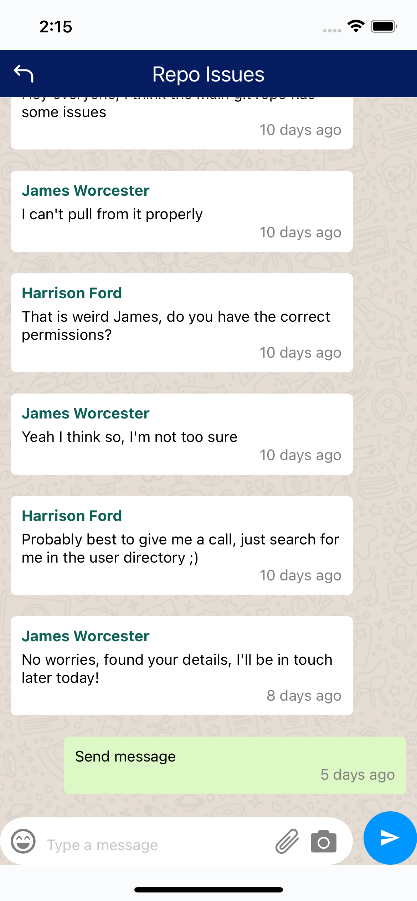 2:15
Repo Issues
some issues
10 days ago
James Worcester
I can't pull from it properly
10 days ago
Harrison Ford
That is weird James, do you have the correct
permissions?
10 days ago
James Worcester
Yeah I think so, I'm not too sure
10 days ago
Harrison Ford
Probably best to give me a call, just search for
me in the user directory ;)
10 days ago
James Worcester
No worries, found your details, I'll be in touch
later today!
8 days ago
Send message
5 days ago
Type a message